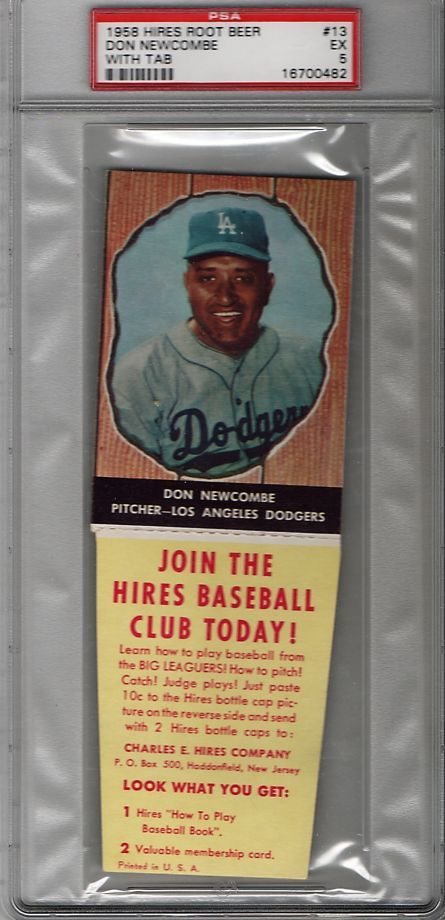 PSA
1958 HIRES ROOT BEER #13
DON NEWCOMBE EX
WITH TAB 5
16700482
LA
Dodgers
DON NEWCOMBE
PITCHER—LOS ANGELES DODGERS
JOIN THE
HIRES BASEBALL
CLUB TODAY!
Learn how to play baseball from
the BIG LEAGUERS! How to pitch!
Catch! Judge plays! Just paste
10c to the Hires bottle cap pic-
ture on the reverse side and send
with 2 Hires bottle caps to:
CHARLES E. HIRES COMPANY
P. O. Box 500, Haddonfield, New Jersey
LOOK WHAT YOU GET:
1 Hires "How To Play
Baseball Book".
2 Valuable membership card.
Printed in U. S. A.